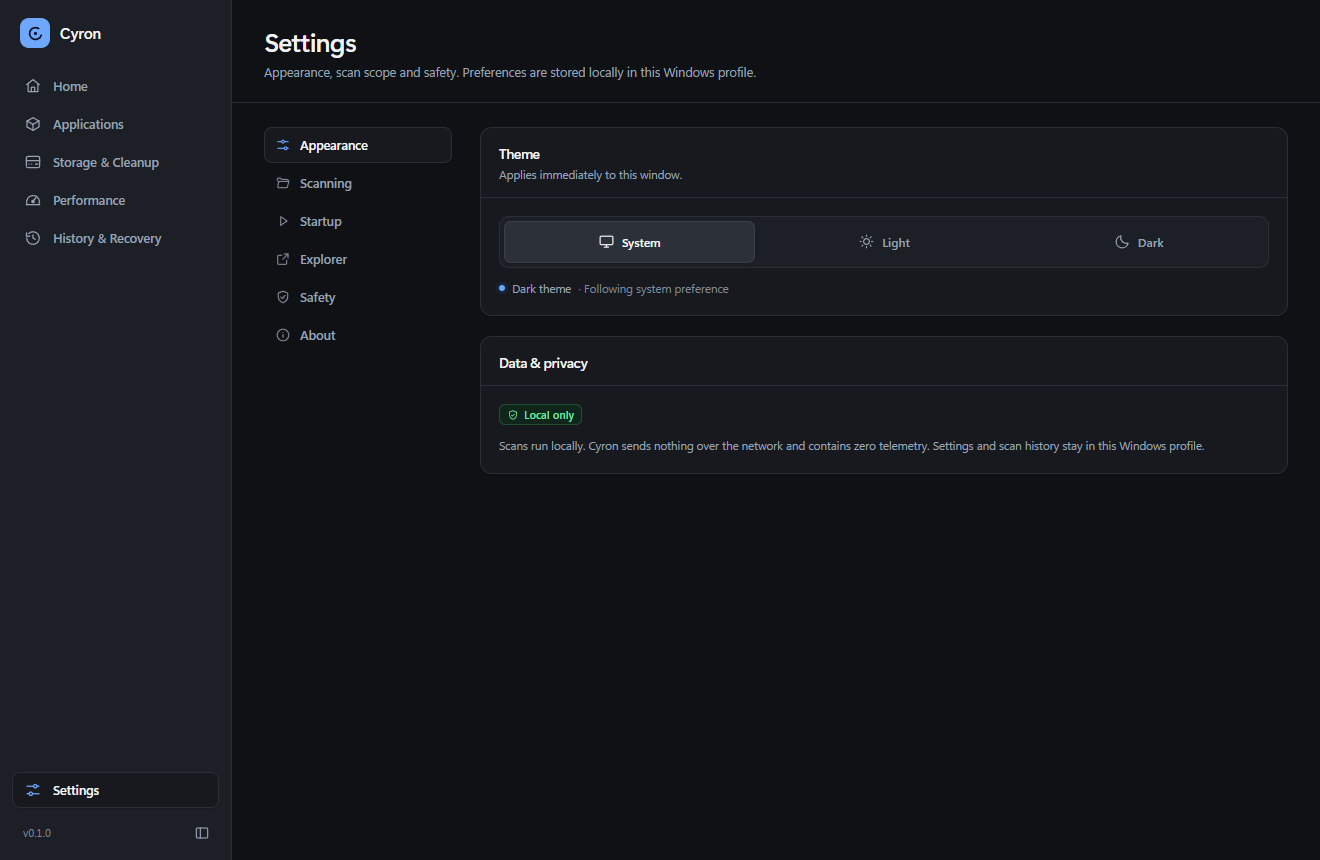 Cyron
Home
Applications
Storage & Cleanup
Performance
History & Recovery
Settings
v0.1.0
Settings
Appearance, scan scope and safety. Preferences are stored locally in this Windows profile.
Appearance
Scanning
Startup
Explorer
Safety
About
Theme
Applies immediately to this window.
System
Light
Dark
Dark theme · Following system preference
Data & privacy
Local only
Scans run locally. Cyron sends nothing over the network and contains zero telemetry. Settings and scan history stay in this Windows profile.